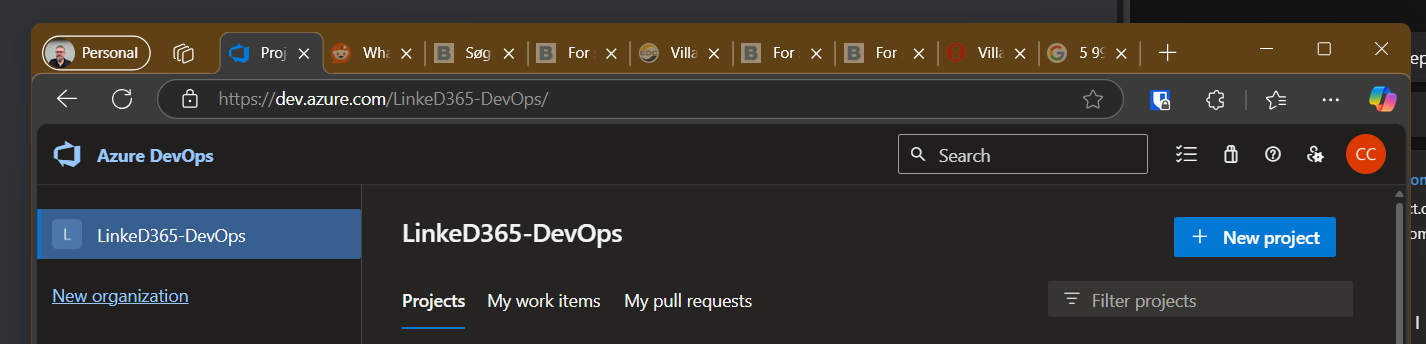 Personal
Proj
Wha
B
Søg
B
For
EDC
Villa
B
For
B
For
Villa
G
5 99
https://dev.azure.com/LinkeD365-DevOps/
Azure DevOps
Search
CC
L
LinkeD365-DevOps
New organization
LinkeD365-DevOps
+ New project
Projects
My work items
My pull requests
Filter projects